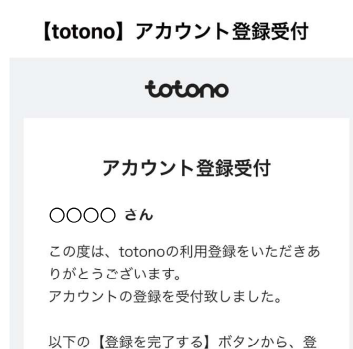 【totono】アカウント登録受付
totono
アカウント登録受付
○○○○ さん
この度は、totonoの利用登録をいただきあ
りがとうございます。
アカウントの登録を受付致しました。
以下の【登録を完了する】ボタンから、登